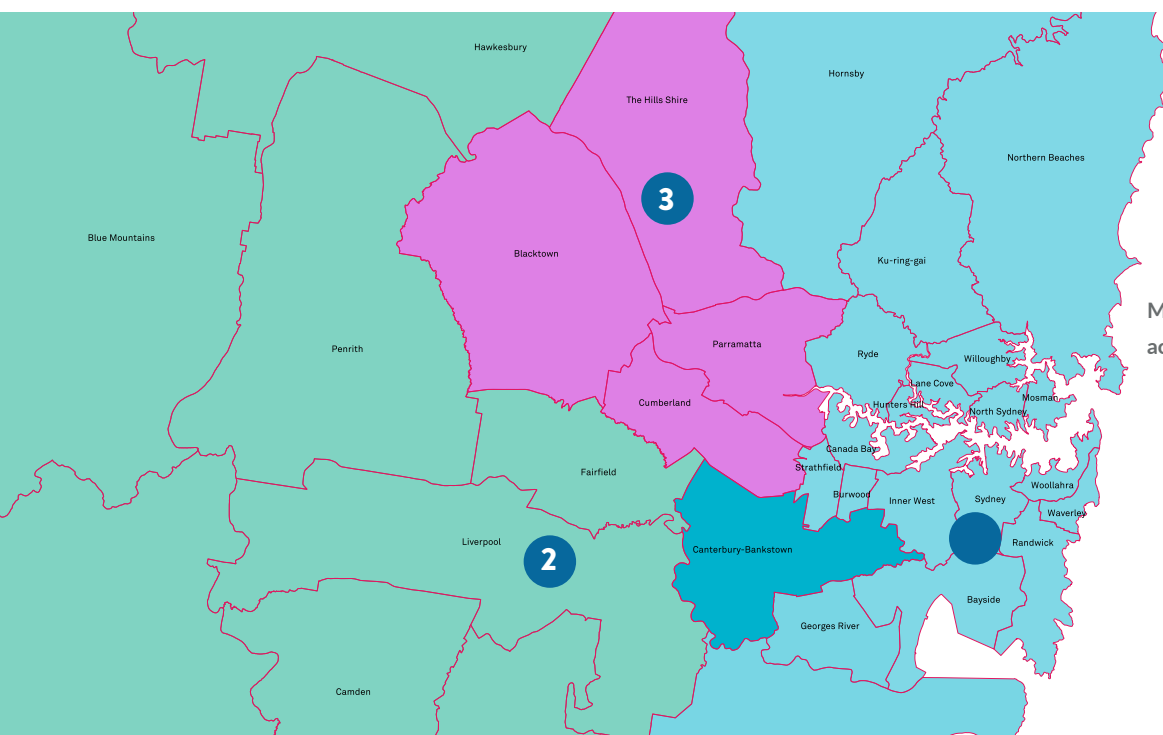 Hawkesbury
Hornsby
The Hills Shire
Northern Beaches
3
Blue Mountains
Blacktown
Ku-ring-gai
M
Parramatta
ac
Penrith
Ryde
Willoughby
Lane Cove
Mosman
Cumberland
Hunters Hill
North Sydney
Canada Bay
Strathfield
Fairfield
Woollahra
Burwood
Inner West
Sydney
Waverley
Liverpool
Randwick
Canterbury-Bankstown
2
Bayside
Georges River
Camden